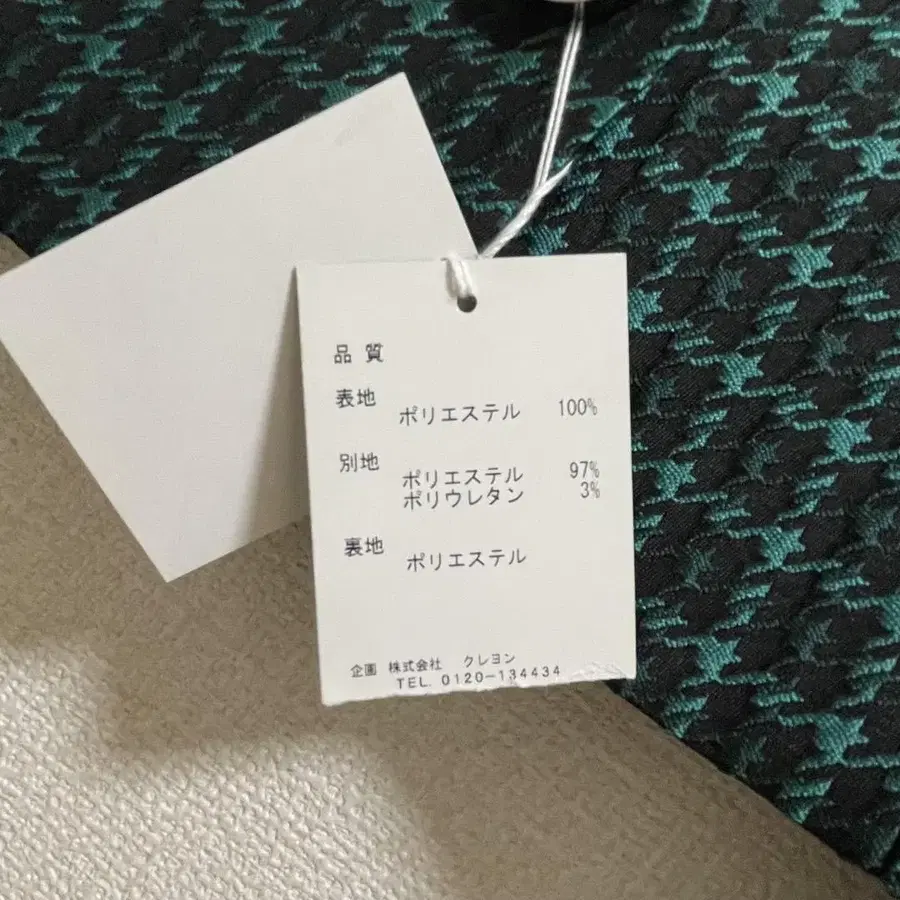 品 質
表地
ポリエステル 100%
別地
ポリエステル 97%
ポリウレタン 3%
裏地
ポリエステル
企画 株式会社 クレヨン
TEL. 0120-134434